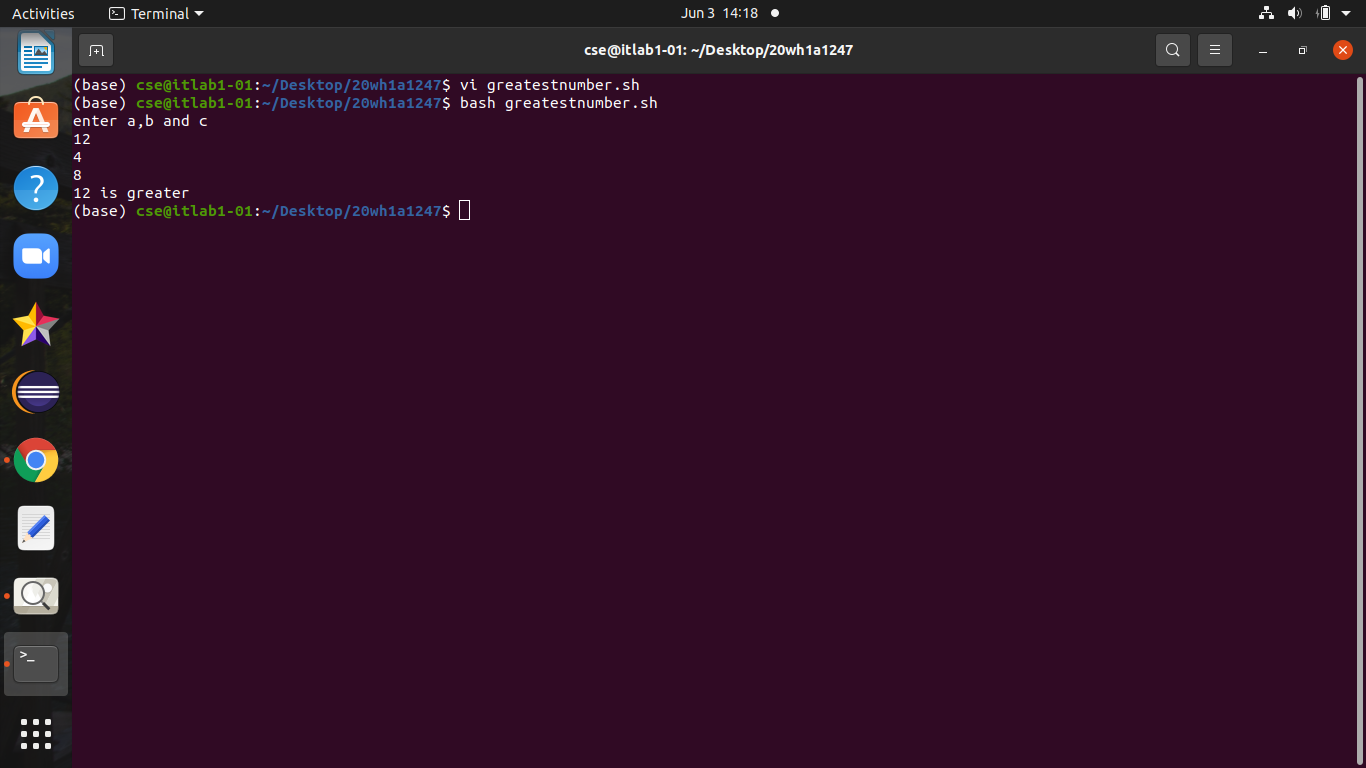 Activities
Terminal
Jun 3 14:18
cse@itlab1-01: ~/Desktop/20wh1a1247
(base) cse@itlab1-01:~/Desktop/20wh1a1247$ vi greatestnumber.sh
(base) cse@itlab1-01:~/Desktop/20wh1a1247$ bash greatestnumber.sh
enter a,b and c
12
4
8
12 is greater
(base) cse@itlab1-01:~/Desktop/20wh1a1247$